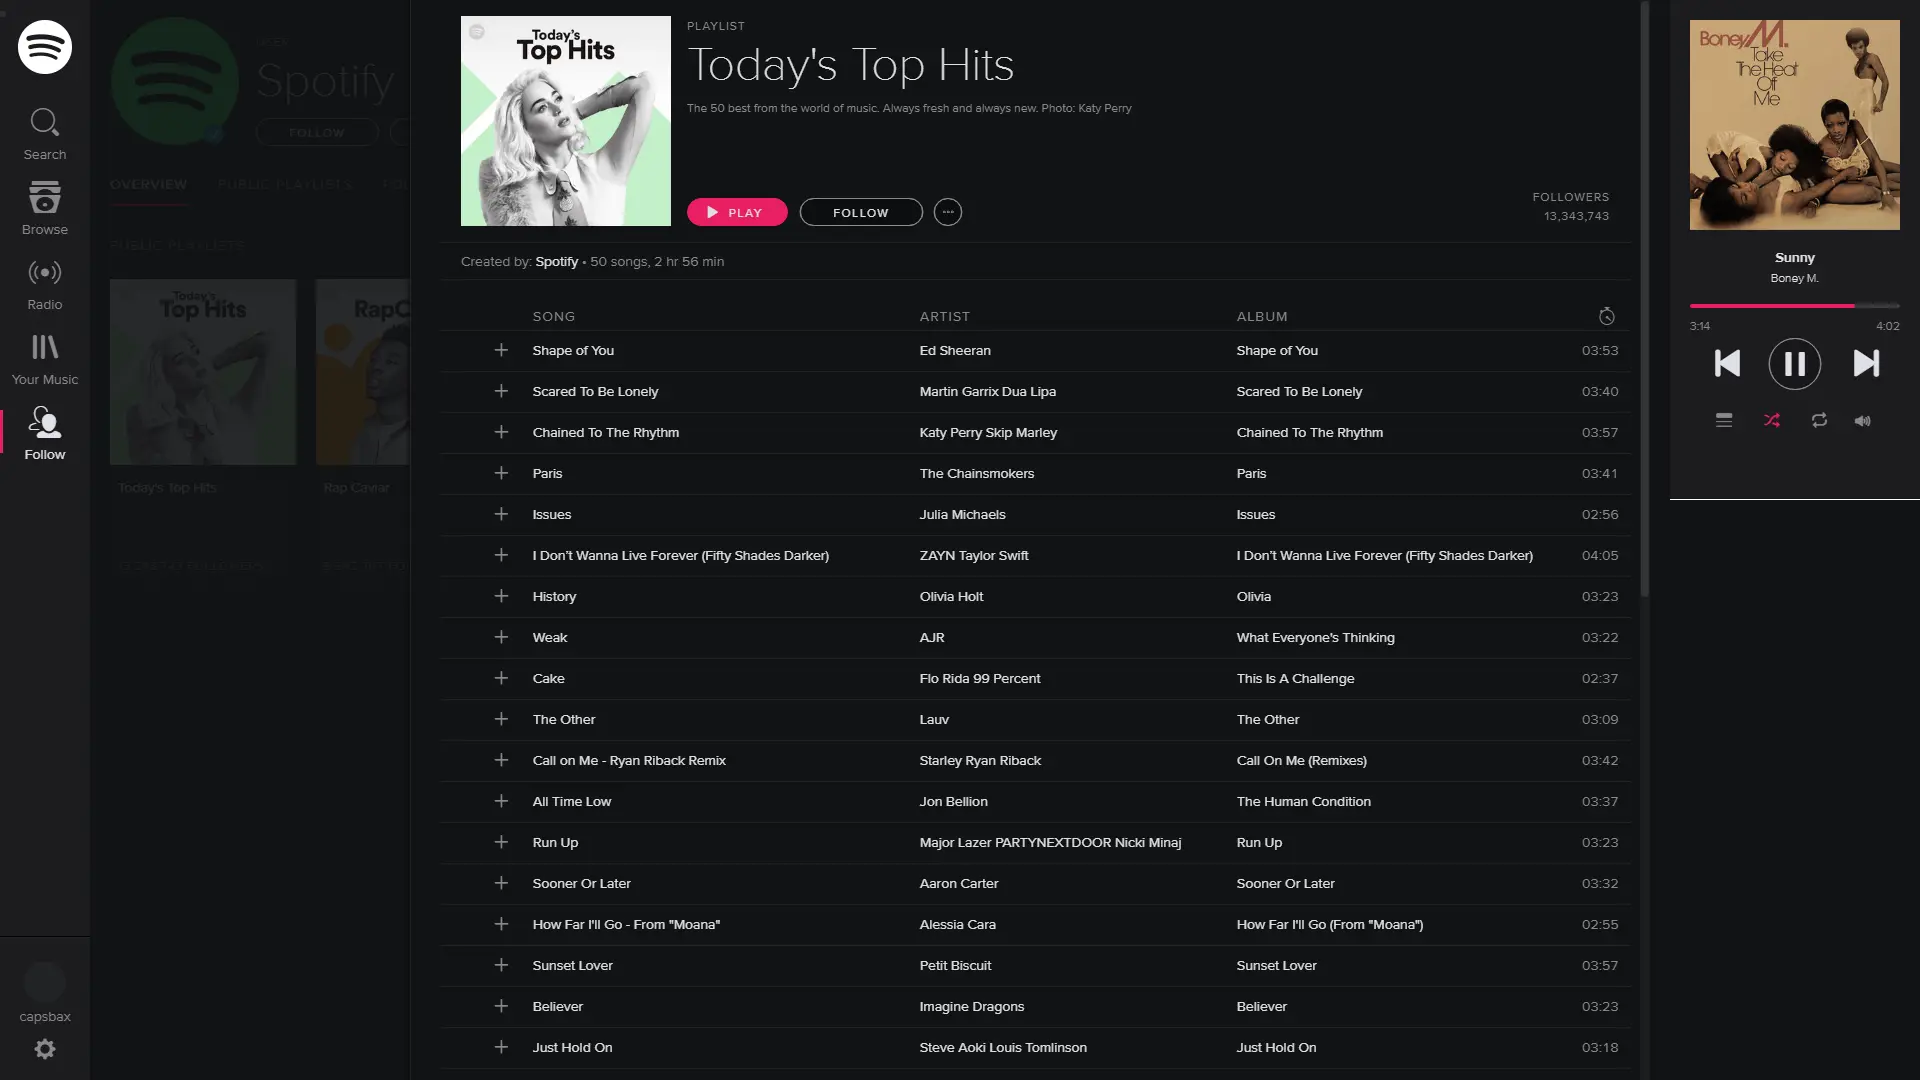 Search
Browse
Radio
Your Music
Follow
capsbax
USER
Spotify
FOLLOW
OVERVIEW
PUBLIC PLAYLISTS
PUBLIC PLAYLISTS
Today's
Top Hits
RapC
Today's Top Hits
Rap Caviar
Today's
Top Hits
PLAYLIST
Today's Top Hits
The 50 best from the world of music. Always fresh and always new. Photo: Katy Perry
PLAY
FOLLOW
FOLLOWERS
13,343,743
Created by: Spotify • 50 songs, 2 hr 56 min
SONG ARTIST ALBUM
Shape of You Ed Sheeran Shape of You 03:53
Scared To Be Lonely Martin Garrix Dua Lipa Scared To Be Lonely 03:40
Chained To The Rhythm Katy Perry Skip Marley Chained To The Rhythm 03:57
Paris The Chainsmokers Paris 03:41
Issues Julia Michaels Issues 02:56
I Don't Wanna Live Forever (Fifty Shades Darker) ZAYN Taylor Swift I Don't Wanna Live Forever (Fifty Shades Darker) 04:05
History Olivia Holt Olivia 03:23
Weak AJR What Everyone's Thinking 03:22
Cake Flo Rida 99 Percent This Is A Challenge 02:37
The Other Lauv The Other 03:09
Call on Me - Ryan Riback Remix Starley Ryan Riback Call On Me (Remixes) 03:42
All Time Low Jon Bellion The Human Condition 03:37
Run Up Major Lazer PARTYNEXTDOOR Nicki Minaj Run Up 03:23
Sooner Or Later Aaron Carter Sooner Or Later 03:32
How Far I'll Go - From "Moana" Alessia Cara How Far I'll Go (From "Moana") 02:55
Sunset Lover Petit Biscuit Sunset Lover 03:57
Believer Imagine Dragons Believer 03:23
Just Hold On Steve Aoki Louis Tomlinson Just Hold On 03:18
Boney M.
Take
The Heat
Off
Me
Sunny
Boney M.
3:14 4:02